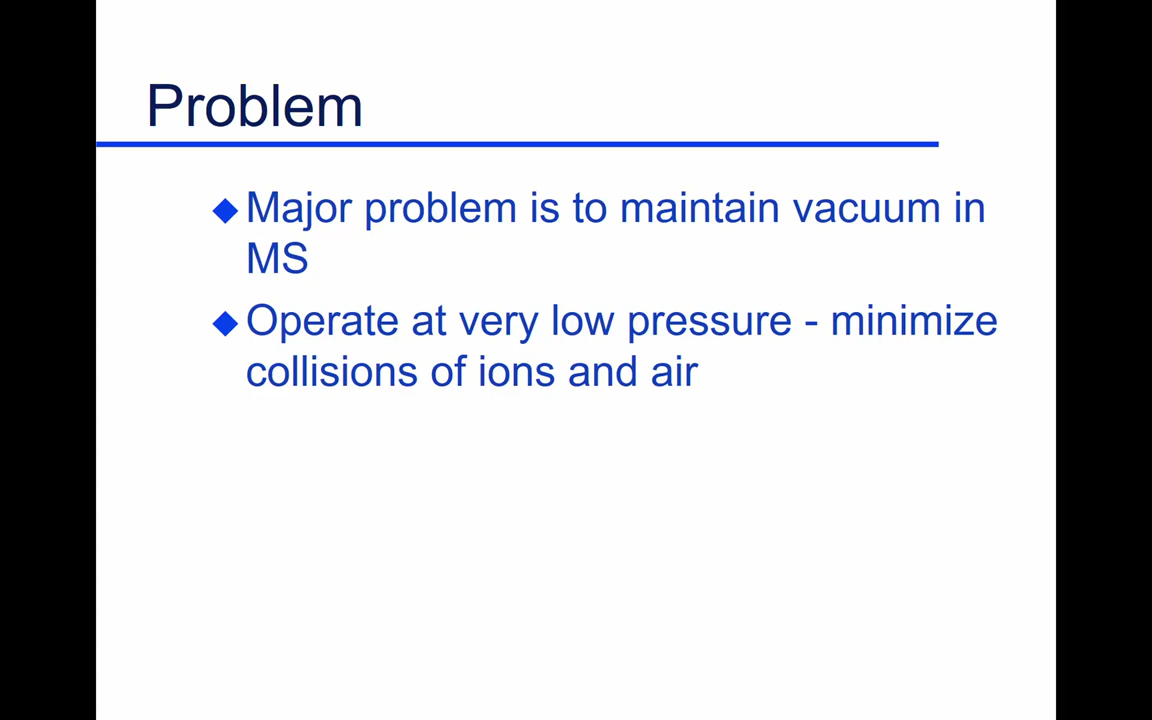 Problem
Major problem is to maintain vacuum in
MS
Operate at very low pressure - minimize
collisions of ions and air